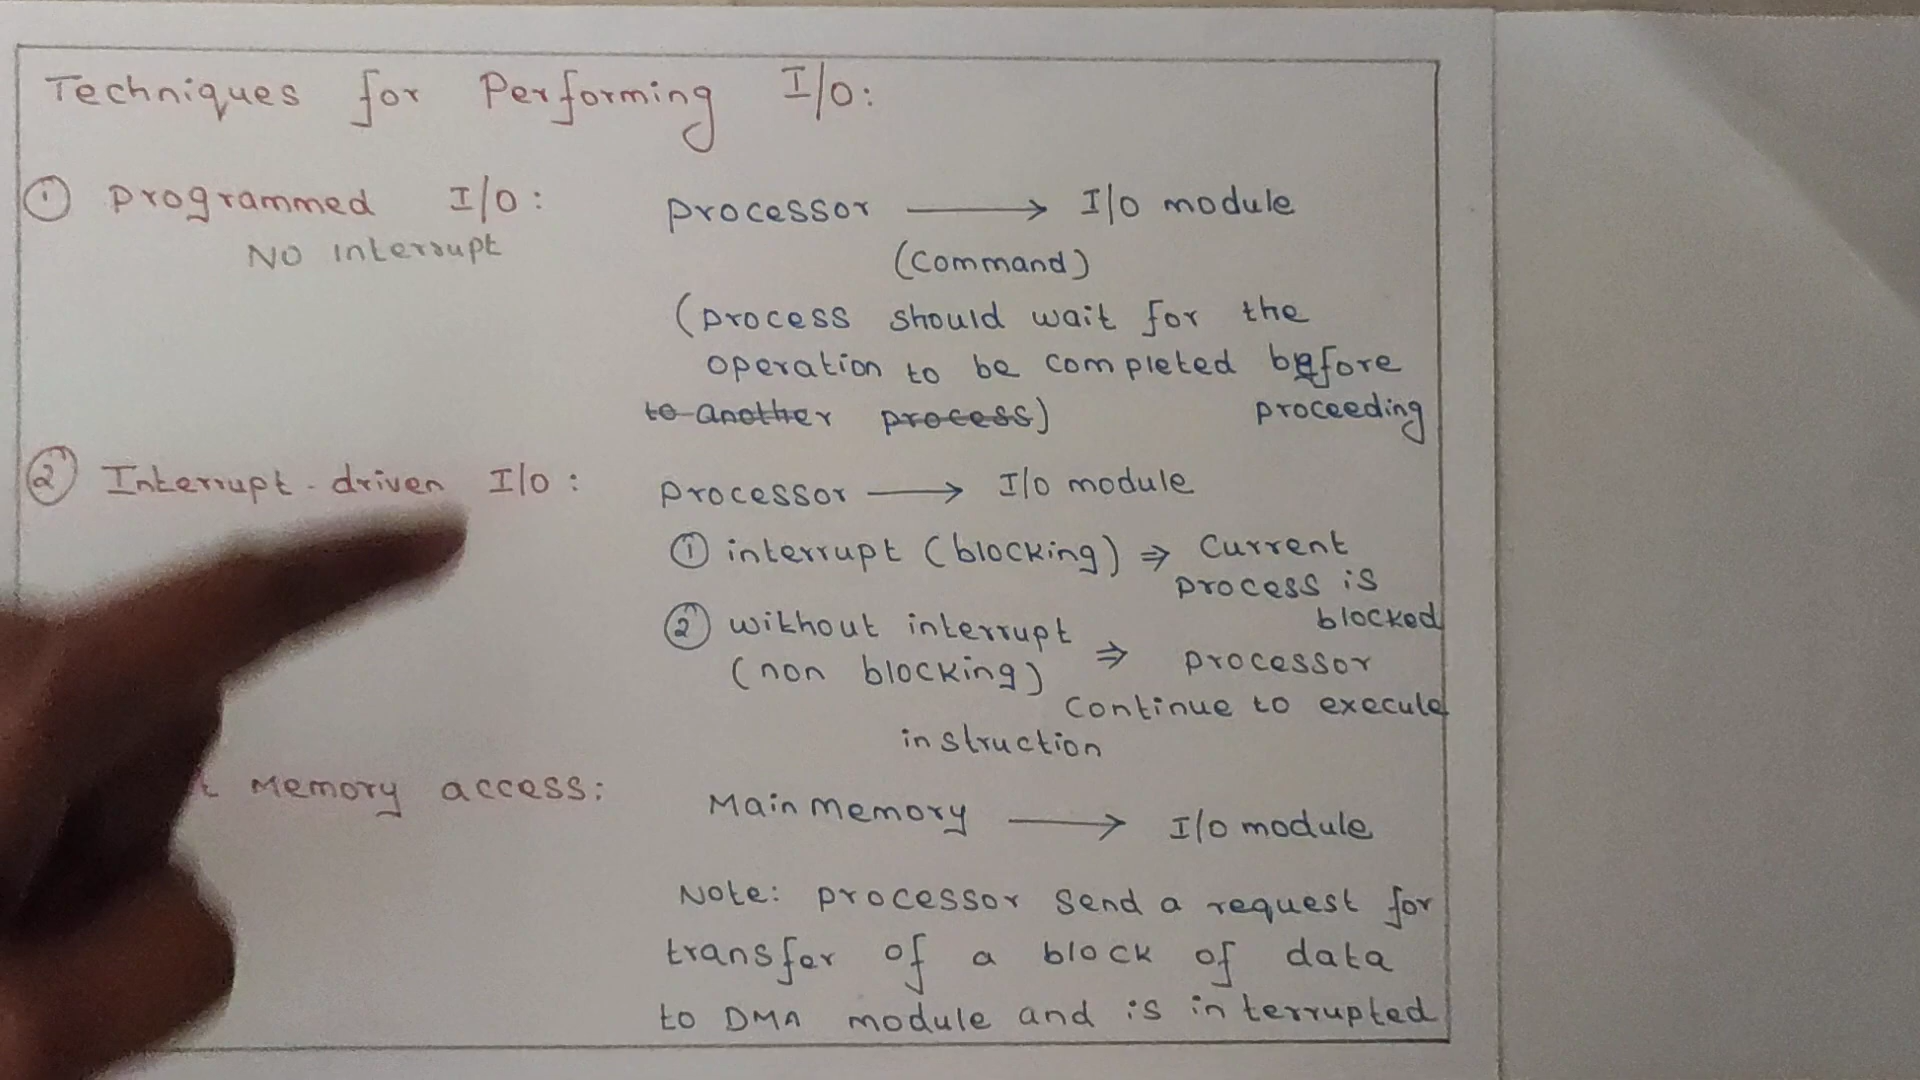 Techniques for Performing I/O:
① Programmed I/O: processor → I/O module
NO interrupt
(command)
(process should wait for the
operation to be completed before
to another process) proceeding
② Interrupt-driven I/O: processor → I/O module
① interrupt (blocking) ⇒ Current
process is
blocked
② without interrupt
(non blocking) ⇒ processor
continue to execute
instruction
Memory access: Main memory → I/O module
Note: processor send a request for
transfer of a block of data
to DMA module and is interrupted